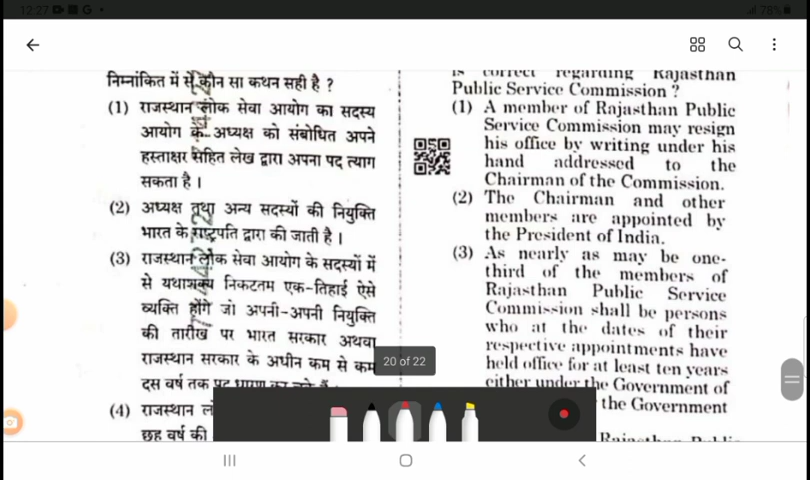 12:27
G
78%
निम्नांकित में से कौन सा कथन सही है ?
(1) राजस्थान लोक सेवा आयोग का सदस्य
आयोग के अध्यक्ष को संबोधित अपने
हस्ताक्षर सहित लेख द्वारा अपना पद त्याग
सकता है ।
(2) अध्यक्ष तथा अन्य सदस्यों की नियुक्ति
भारत के राष्ट्रपति द्वारा की जाती है ।
(3) राजस्थान लोक सेवा आयोग के सदस्यों में
से यथाशक्य निकटतम एक-तिहाई ऐसे
व्यक्ति होंगे जो अपनी-अपनी नियुक्ति
की तारीख पर भारत सरकार अथवा
राजस्थान सरकार के अधीन कम से कम
दस वर्ष तक पद धारण कर चुके हैं
(4) राजस्थान
छह वर्ष की
is correct regarding Rajasthan
Public Service Commission ?
(1) A member of Rajasthan Public
Service Commission may resign
his office by writing under his
hand addressed to the
Chairman of the Commission.
(2) The Chairman and other
members are appointed by
the President of India.
(3) As nearly as may be one-
third of the members of
Rajasthan Public Service
Commission shall be persons
who at the dates of their
respective appointments have
held office for at least ten years
either under the Government of
the Government
20 of 22